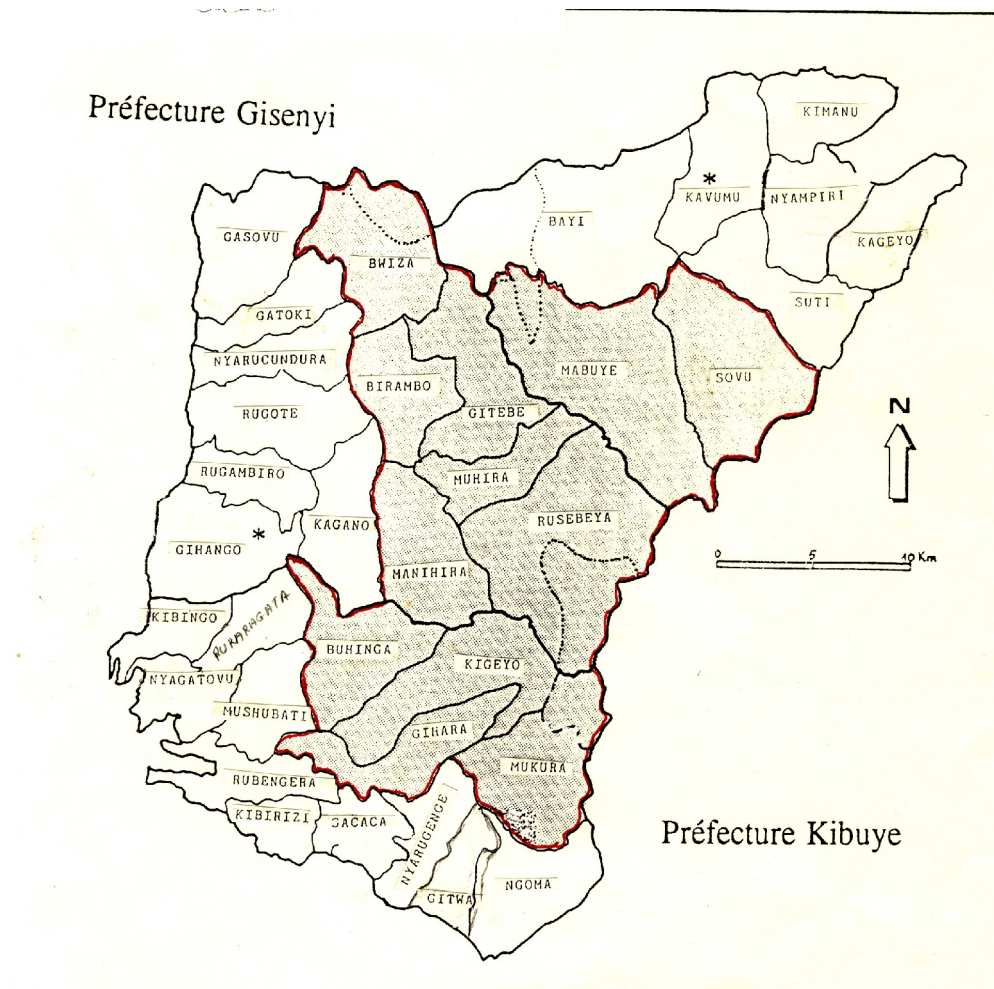 Préfecture Gisenyi
KIMANU
KAVUMU
NYAMPIRI
BAYI
GASOVU
KAGEYO
BWIZA
SUTI
GATOKI
NYARUCUNDURA
MABUYE
SOVU
BIRAMBO
RUGOTE
GITEBE
N
RUGAMBIRO
MUHIRA
KAGANO
RUSEBEYA
GIHANGO
0 5 10 Km
MANIHIRA
KIBINGO
RURARAGATA
BUHINGA
KIGEYO
NYAGATOVU
MUSHUBATI
GIHARA
MUKURA
RUBENGERA
KIBIRIZI
GACACA
NYARUGENGE
Préfecture Kibuye
NGOMA
GITWA